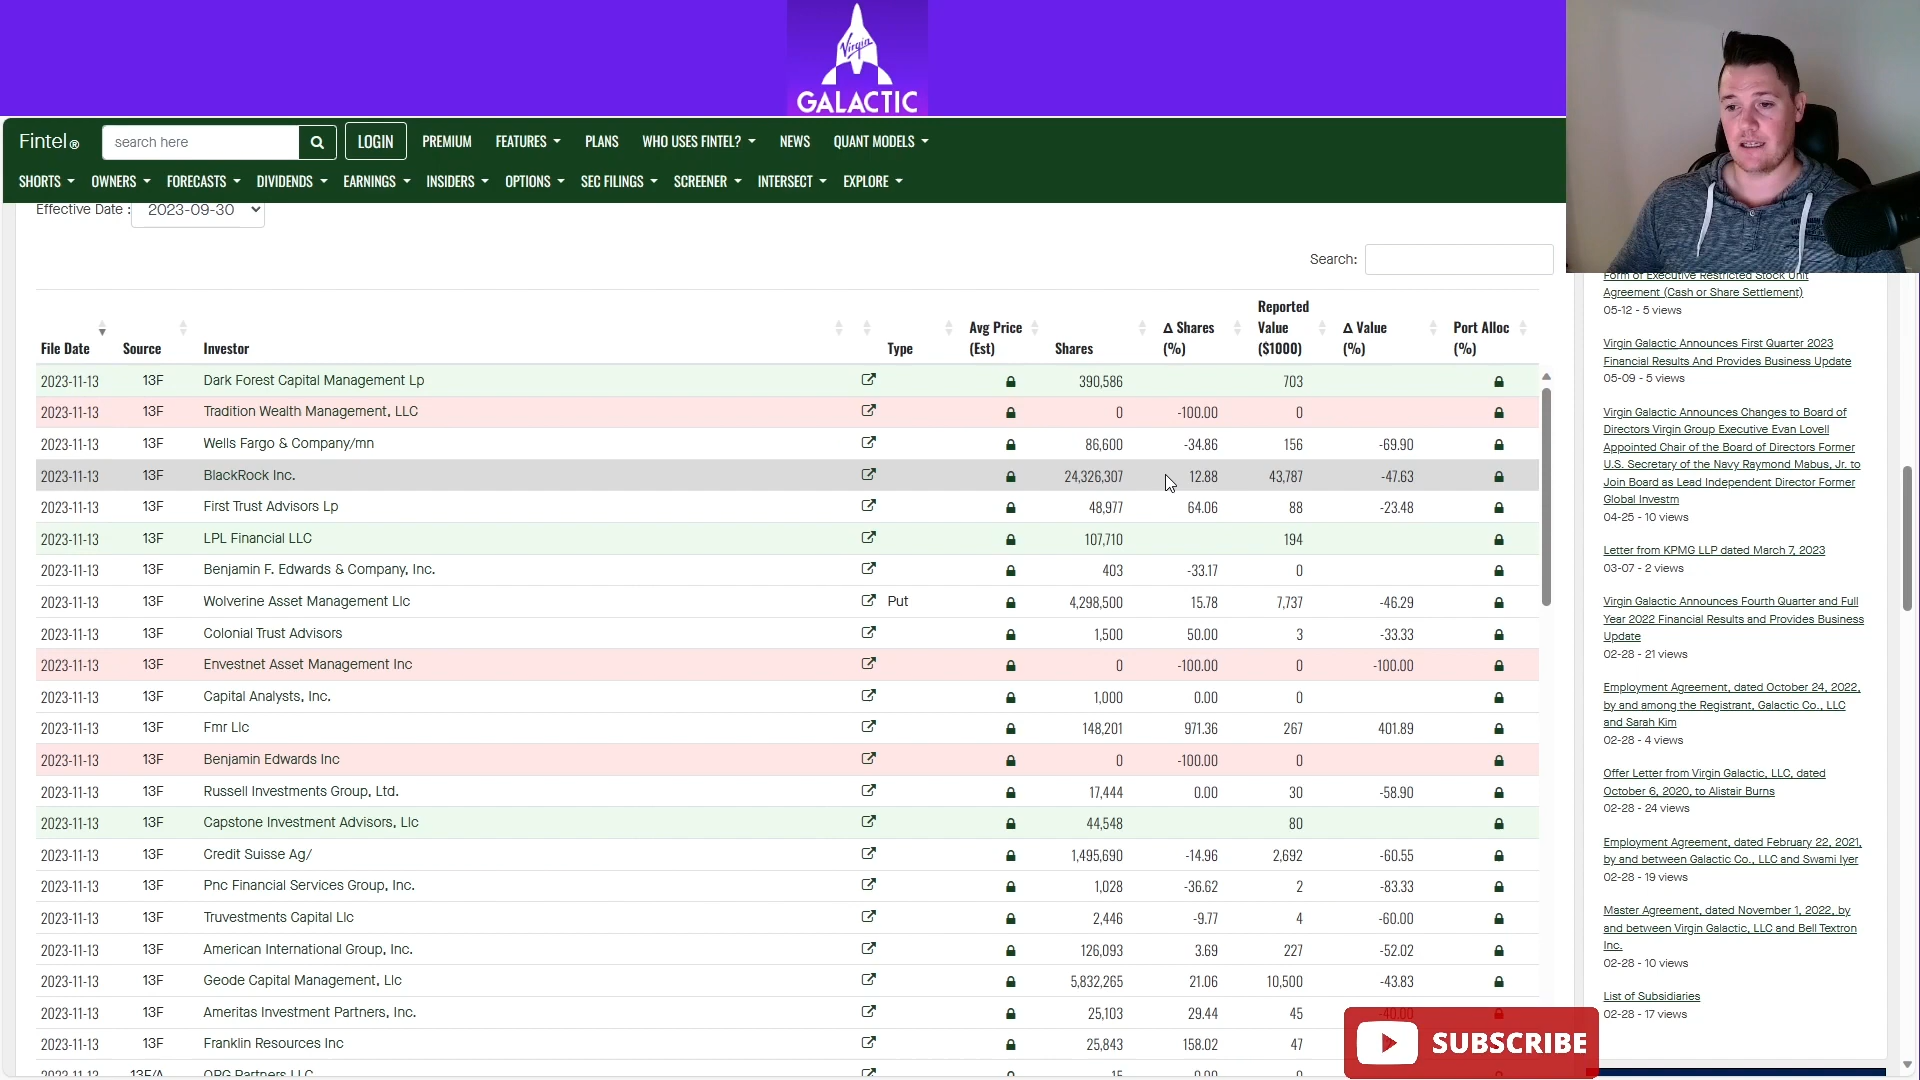 Virgin
GALACTIC
Fintel®
search here
LOGIN
PREMIUM
FEATURES
PLANS
WHO USES FINTEL?
NEWS
QUANT MODELS
SHORTS
OWNERS
FORECASTS
DIVIDENDS
EARNINGS
INSIDERS
OPTIONS
SEC FILINGS
SCREENER
INTERSECT
EXPLORE
Effective Date : 2023-09-30
Search:
File Date Source Investor Type Avg Price (Est) Shares Δ Shares (%) Reported Value ($1000) Δ Value (%) Port Alloc (%)
2023-11-13 13F Dark Forest Capital Management Lp 390,586 703
2023-11-13 13F Tradition Wealth Management, LLC 0 -100.00 0
2023-11-13 13F Wells Fargo & Company/mn 86,600 -34.86 156 -69.90
2023-11-13 13F BlackRock Inc. 24,326,307 12.88 43,787 -47.63
2023-11-13 13F First Trust Advisors Lp 48,977 64.06 88 -23.48
2023-11-13 13F LPL Financial LLC 107,710 194
2023-11-13 13F Benjamin F. Edwards & Company, Inc. 403 -33.17 0
2023-11-13 13F Wolverine Asset Management Llc Put 4,298,500 15.78 7,737 -46.29
2023-11-13 13F Colonial Trust Advisors 1,500 50.00 3 -33.33
2023-11-13 13F Envestnet Asset Management Inc 0 -100.00 0 -100.00
2023-11-13 13F Capital Analysts, Inc. 1,000 0.00 0
2023-11-13 13F Fmr Llc 148,201 971.36 267 401.89
2023-11-13 13F Benjamin Edwards Inc 0 -100.00 0
2023-11-13 13F Russell Investments Group, Ltd. 17,444 0.00 30 -58.90
2023-11-13 13F Capstone Investment Advisors, Llc 44,548 80
2023-11-13 13F Credit Suisse Ag/ 1,495,690 -14.96 2,692 -60.55
2023-11-13 13F Pnc Financial Services Group, Inc. 1,028 -36.62 2 -83.33
2023-11-13 13F Truvestments Capital Llc 2,446 -9.77 4 -60.00
2023-11-13 13F American International Group, Inc. 126,093 3.69 227 -52.02
2023-11-13 13F Geode Capital Management, Llc 5,832,265 21.06 10,500 -43.83
2023-11-13 13F Ameritas Investment Partners, Inc. 25,103 29.44 45 -40.00
2023-11-13 13F Franklin Resources Inc 25,843 158.02 47
Form of Executive Restricted Stock Unit
Agreement (Cash or Share Settlement)
05-12 - 5 views
Virgin Galactic Announces First Quarter 2023
Financial Results And Provides Business Update
05-09 - 5 views
Virgin Galactic Announces Changes to Board of
Directors Virgin Group Executive Evan Lovell
Appointed Chair of the Board of Directors Former
U.S. Secretary of the Navy Raymond Mabus, Jr. to
Join Board as Lead Independent Director Former
Global Investm
04-25 - 10 views
Letter from KPMG LLP dated March 7, 2023
03-07 - 2 views
Virgin Galactic Announces Fourth Quarter and Full
Year 2022 Financial Results and Provides Business
Update
02-28 - 21 views
Employment Agreement, dated October 24, 2022,
by and among the Registrant, Galactic Co., LLC
and Sarah Kim
02-28 - 4 views
Offer Letter from Virgin Galactic, LLC, dated
October 6, 2020, to Alistair Burns
02-28 - 24 views
Employment Agreement, dated February 22, 2021,
by and between Galactic Co., LLC and Swami Iyer
02-28 - 19 views
Master Agreement, dated November 1, 2022, by
and between Virgin Galactic, LLC and Bell Textron
Inc.
02-28 - 10 views
List of Subsidiaries
02-28 - 17 views
SUBSCRIBE